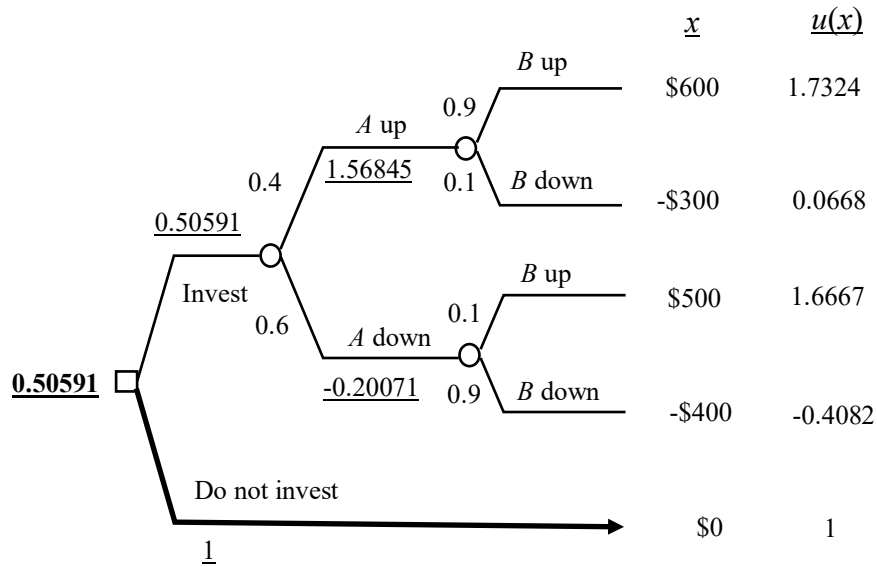 x u(x)
B up
$600 1.7324
0.9
A up
1.56845
0.1 B down
-$300 0.0668
0.4
0.50591
Invest
B up
$500 1.6667
0.1
0.6
A down
-0.20071 0.9 B down
-$400 -0.4082
0.50591
Do not invest
$0 1
1